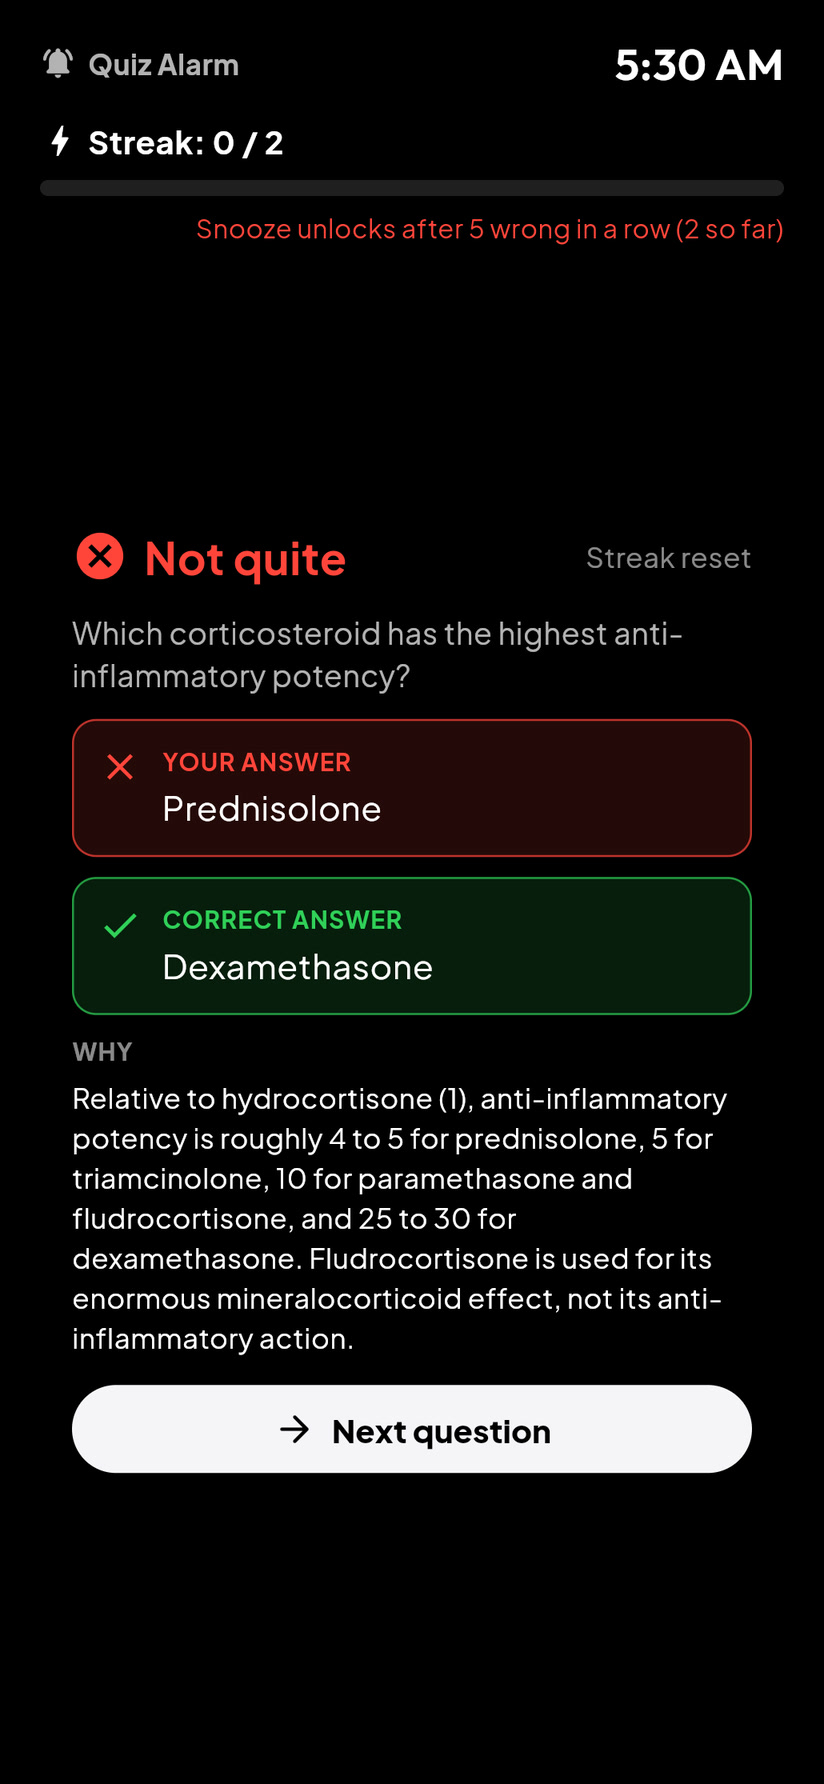 Quiz Alarm
5:30 AM
Streak: 0 / 2
Snooze unlocks after 5 wrong in a row (2 so far)
Not quite
Streak reset
Which corticosteroid has the highest anti-
inflammatory potency?
YOUR ANSWER
Prednisolone
CORRECT ANSWER
Dexamethasone
WHY
Relative to hydrocortisone (1), anti-inflammatory
potency is roughly 4 to 5 for prednisolone, 5 for
triamcinolone, 10 for paramethasone and
fludrocortisone, and 25 to 30 for
dexamethasone. Fludrocortisone is used for its
enormous mineralocorticoid effect, not its anti-
inflammatory action.
Next question